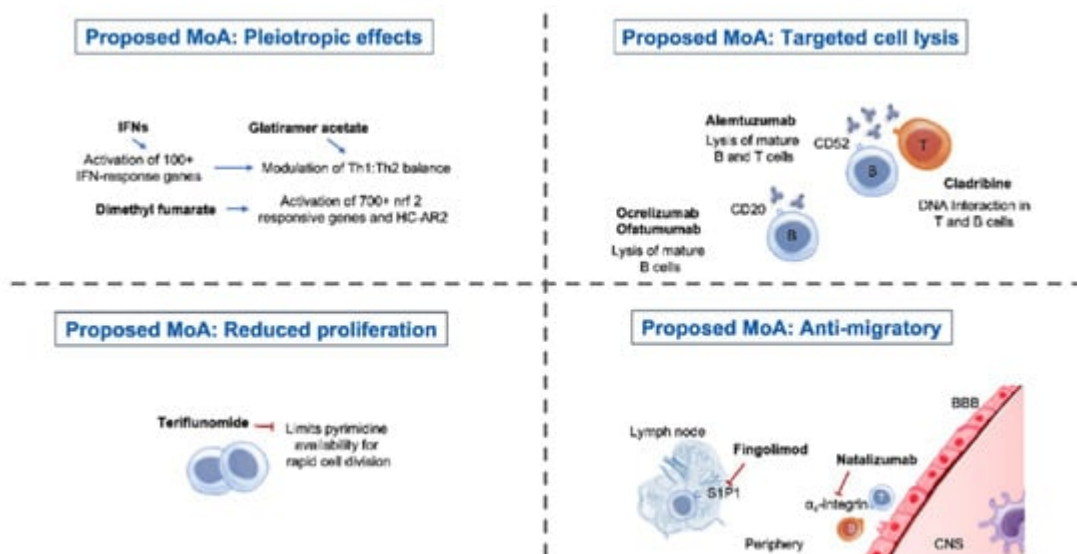 Proposed MoA: Pleiotropic effects
IFNs
Activation of 100+
IFN-response genes
Glatiramer acetate
Modulation of Th1:Th2 balance
Dimethyl fumarate
Activation of 700+ nrf 2
responsive genes and HC-AR2
Proposed MoA: Targeted cell lysis
Alemtuzumab
Lysis of mature
B and T cells
CD52
T
B
Cladribine
DNA Interaction in
T and B cells
Ocrelizumab
Ofatumumab
Lysis of mature
B cells
CD20
B
Proposed MoA: Reduced proliferation
Teriflunomide
Limits pyrimidine
availability for
rapid cell division
Proposed MoA: Anti-migratory
Lymph node
Fingolimod
S1P1
BBB
Natalizumab
α₄-integrin
T
B
Periphery
CNS